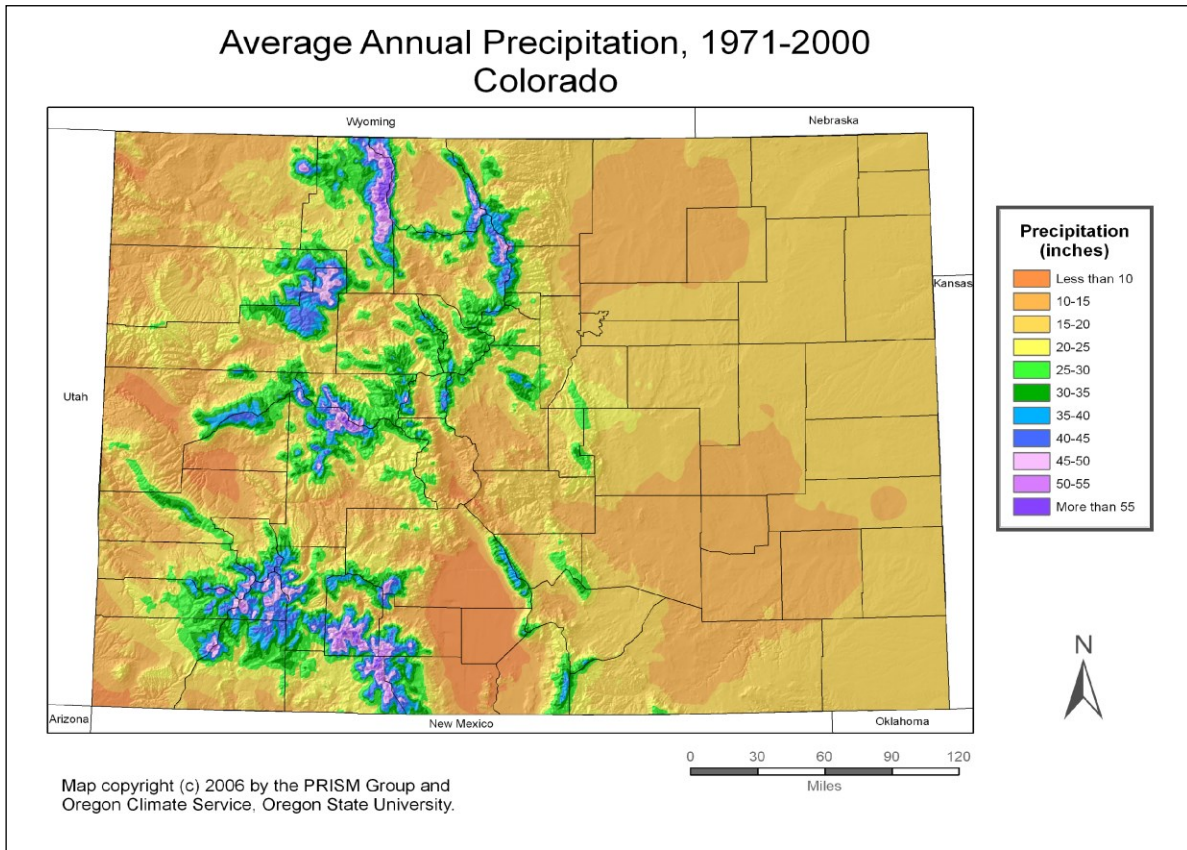 Average Annual Precipitation, 1971-2000
Colorado
Wyoming
Nebraska
Precipitation
(inches)
Less than 10
10-15
15-20
20-25
25-30
30-35
35-40
40-45
45-50
50-55
More than 55
Kansas
Utah
N
Arizona
New Mexico
Oklahoma
0 30 60 90 120
Miles
Map copyright (c) 2006 by the PRISM Group and
Oregon Climate Service, Oregon State University.